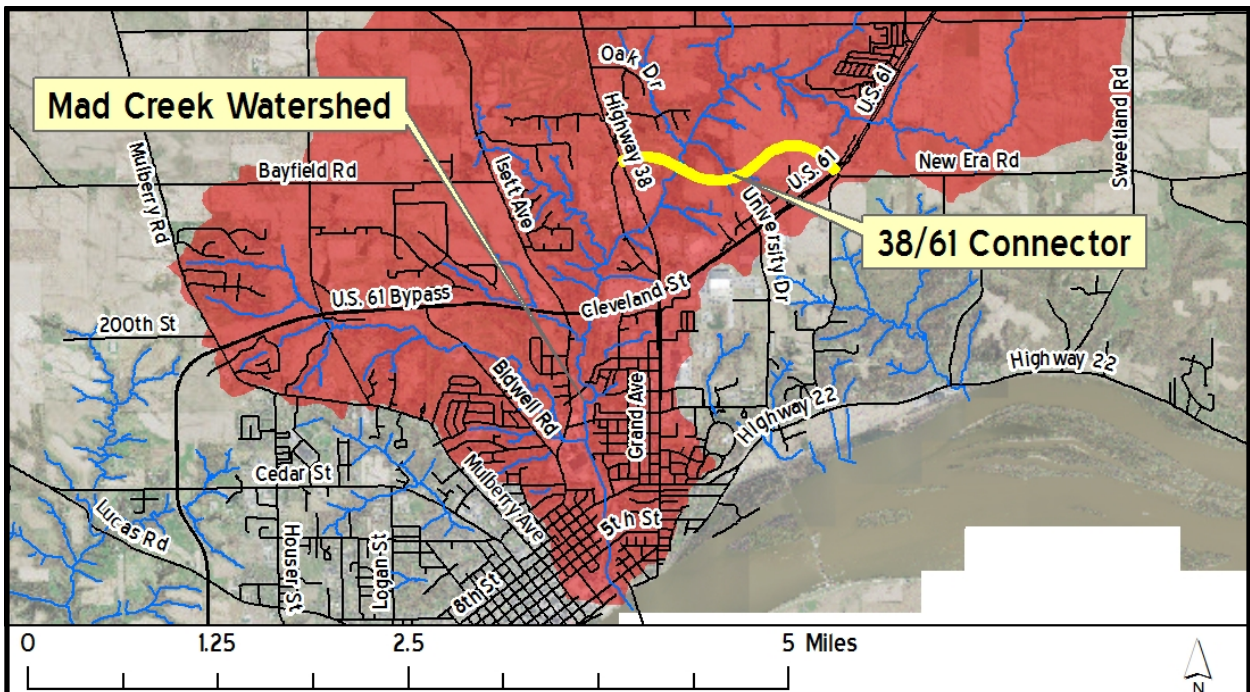 Oak Dr
U.S. 61
Mad Creek Watershed
Highway 38
Sweetland Rd
Mulberry Rd
Bayfield Rd
Isett Ave
U.S. 61
New Era Rd
University Dr
38/61 Connector
U.S. 61 Bypass
Cleveland St
200th St
Highway 22
Bidwell Rd
Grand Ave
Highway 22
Cedar St
Mulberry Ave
Lucas Rd
5th St
Houser St
Logan St
8th St
0 1.25 2.5 5 Miles
N